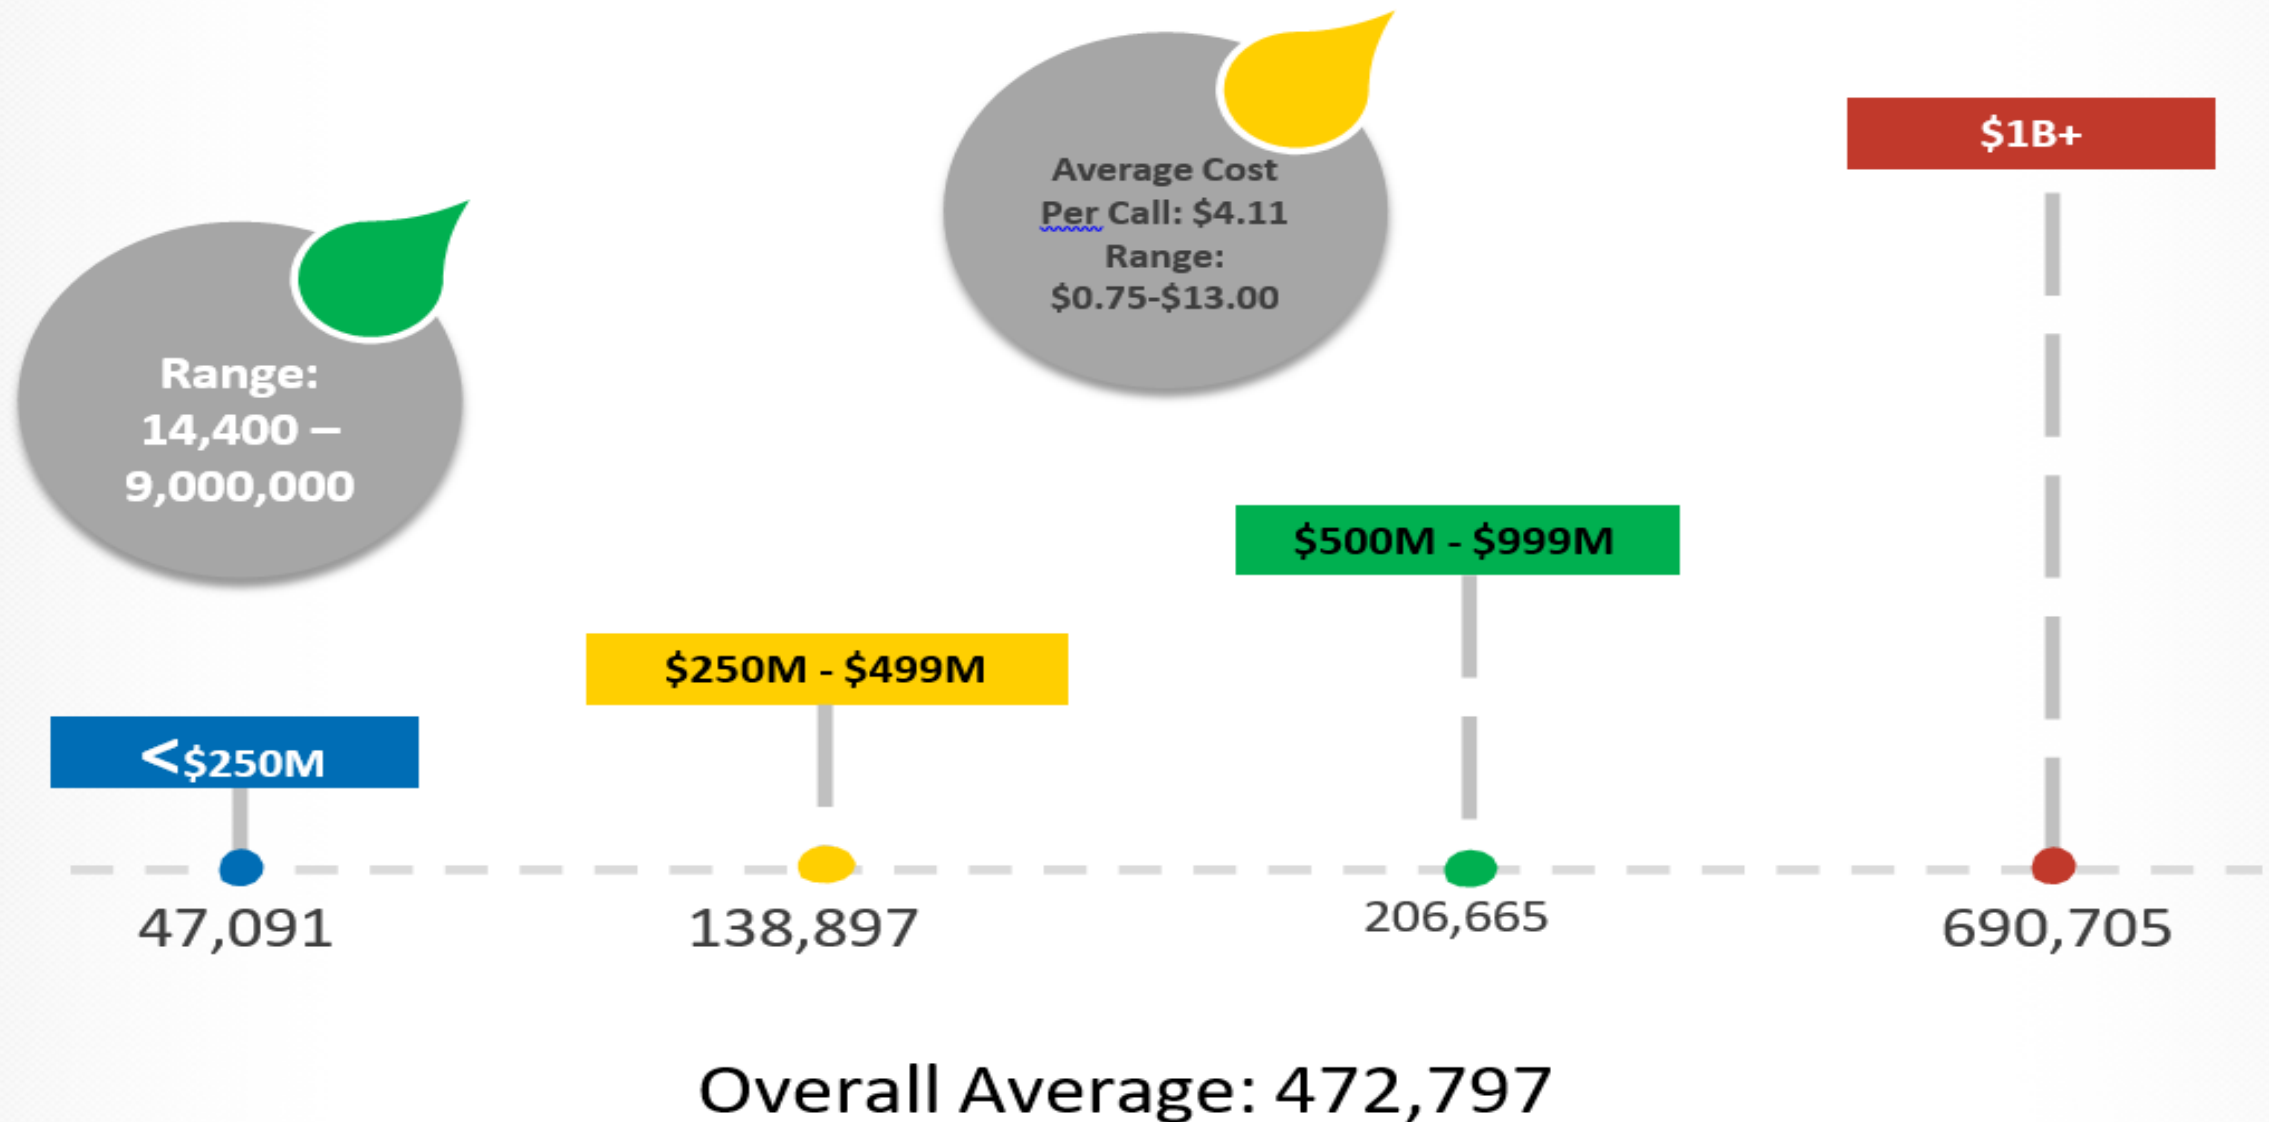 Average Cost
Per Call: $4.11
Range:
$0.75-$13.00
$1B+
Range:
14,400 –
9,000,000
$500M - $999M
$250M - $499M
<$250M
47,091
138,897
206,665
690,705
Overall Average: 472,797